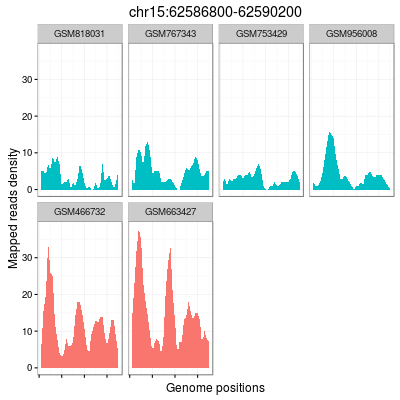 chr15:62586800-62590200
GSM818031 GSM767343 GSM753429 GSM956008
30
20
10
0
Mapped reads density
GSM466732 GSM663427
30
20
10
0
Genome positions